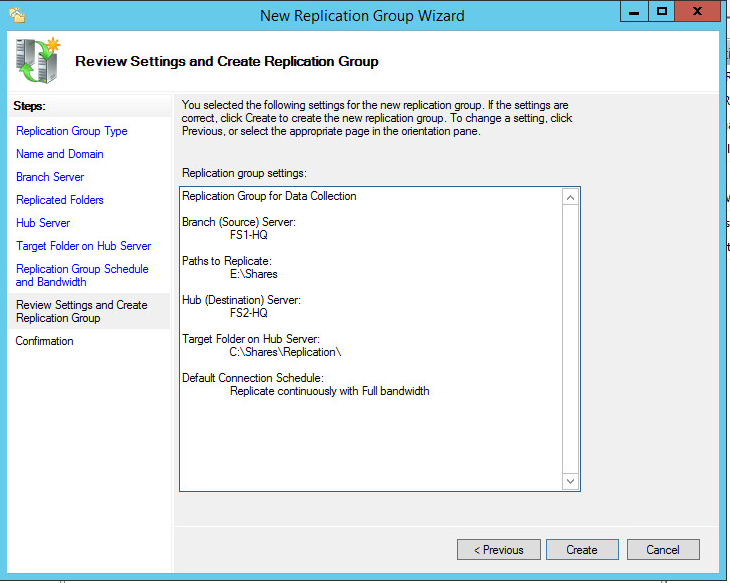 New Replication Group Wizard
Review Settings and Create Replication Group
Steps:
Replication Group Type
Name and Domain
Branch Server
Replicated Folders
Hub Server
Target Folder on Hub Server
Replication Group Schedule
and Bandwidth
Review Settings and Create
Replication Group
Confirmation
You selected the following settings for the new replication group. If the settings are
correct, click Create to create the new replication group. To change a setting, click
Previous, or select the appropriate page in the orientation pane.
Replication group settings:
Replication Group for Data Collection
Branch (Source) Server:
FS1-HQ
Paths to Replicate:
E:\Shares
Hub (Destination) Server:
FS2-HQ
Target Folder on Hub Server:
C:\Shares\Replication\
Default Connection Schedule:
Replicate continuously with Full bandwidth
< Previous
Create
Cancel